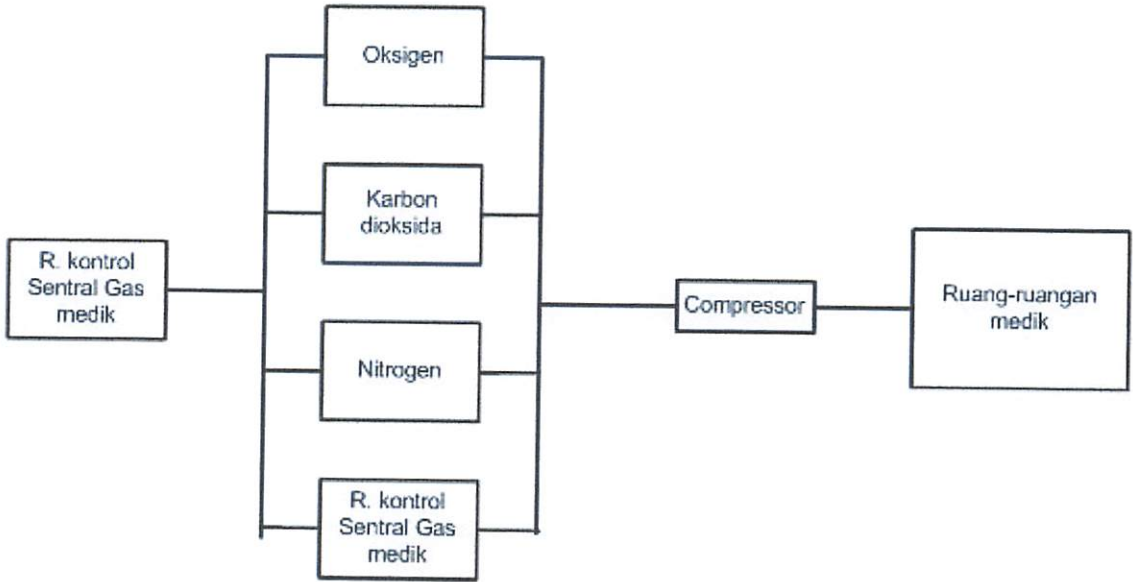 Oksigen
Karbon
dioksida
R. kontrol
Sentral Gas
medik
Nitrogen
R. kontrol
Sentral Gas
medik
Compressor
Ruang-ruangan
medik